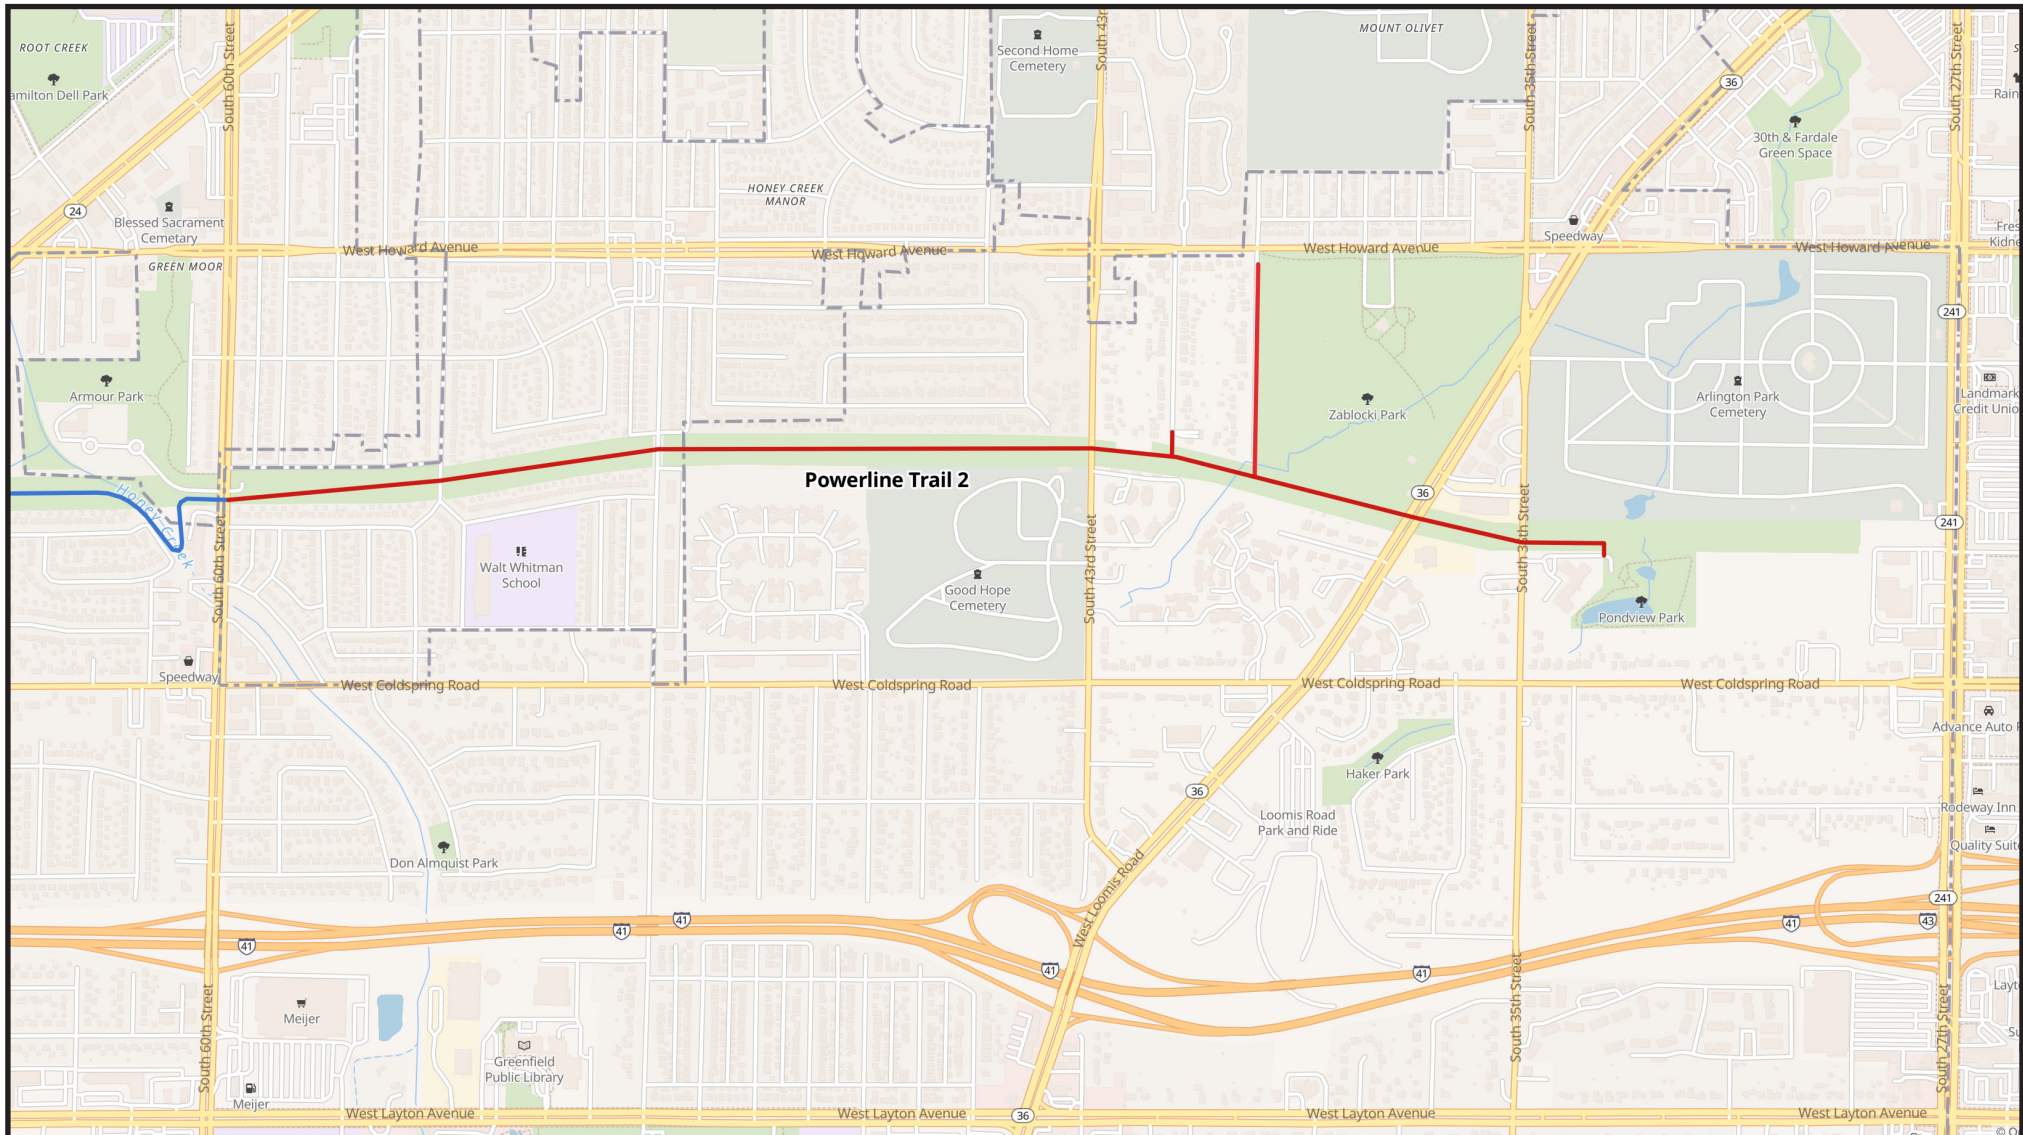 ROOT CREEK
amilton Dell Park
South 60th Street
Second Home
Cemetery
South 43r
MOUNT OLIVET
South 35th Street
36
30th & Fardale
Green Space
South 27th Street
Rain
24
Blessed Sacrament
Cemetary
HONEY CREEK
MANOR
Speedway
Fres
Kidne
West Howard Avenue
West Howard Avenue
West Howard Avenue
West Howard Avenue
GREEN MOOR
241
Armour Park
Zablocki Park
Arlington Park
Cemetery
Landmark
Credit Unio
Powerline Trail 2
36
241
Honey Creek
South 60th Street
Walt Whitman
School
Good Hope
Cemetery
South 43rd Street
South 35th Street
Pondview Park
Speedway
West Coldspring Road
West Coldspring Road
West Coldspring Road
West Coldspring Road
Advance Auto
Haker Park
36
Loomis Road
Park and Ride
Rodeway Inn
Quality Suite
Don Almquist Park
West Loomis Road
241
41
41
41
41
41
41
43
South 60th Street
Meijer
Meijer
Greenfield
Public Library
South 35th Street
South 27th Street
Layto
West Layton Avenue
West Layton Avenue
36
West Layton Avenue
West Layton Avenue